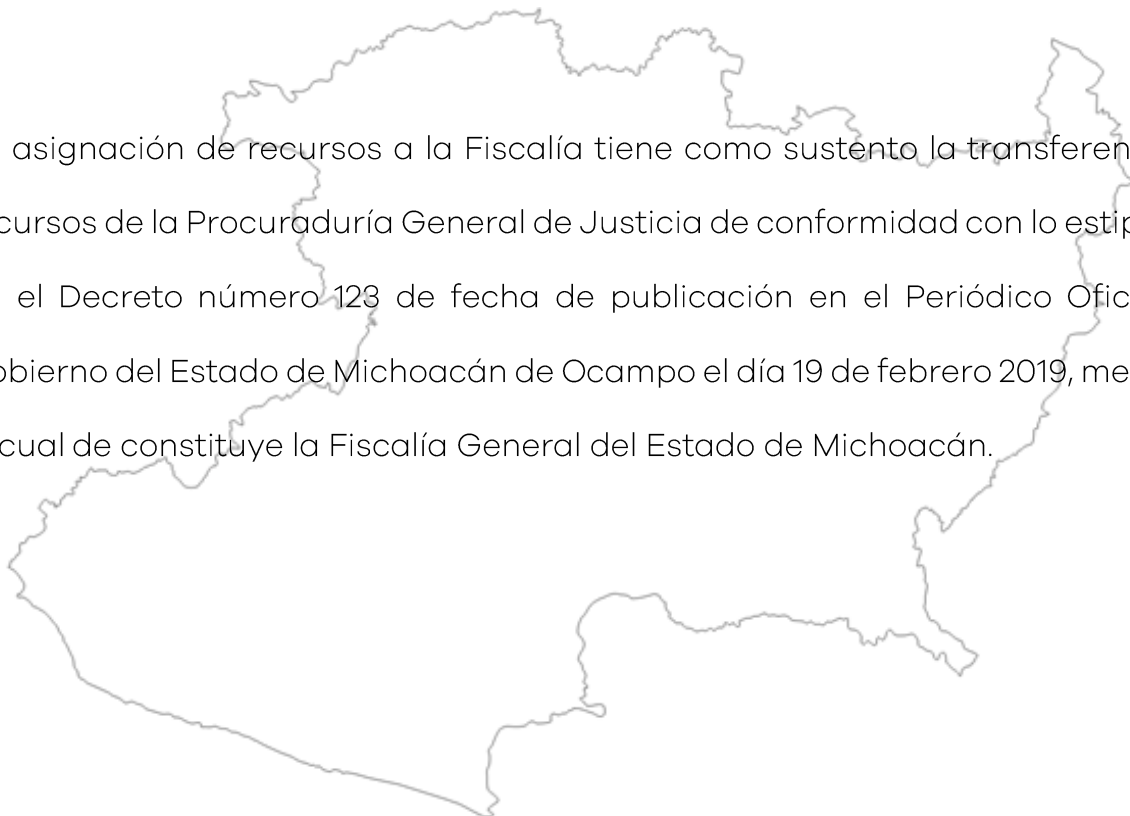 asignación de recursos a la Fiscalía tiene como sustento la transferen
cursos de la Procuraduría General de Justicia de conformidad con lo estip
el Decreto número 123 de fecha de publicación en el Periódico Ofic
obierno del Estado de Michoacán de Ocampo el día 19 de febrero 2019, me
cual de constituye la Fiscalía General del Estado de Michoacán.